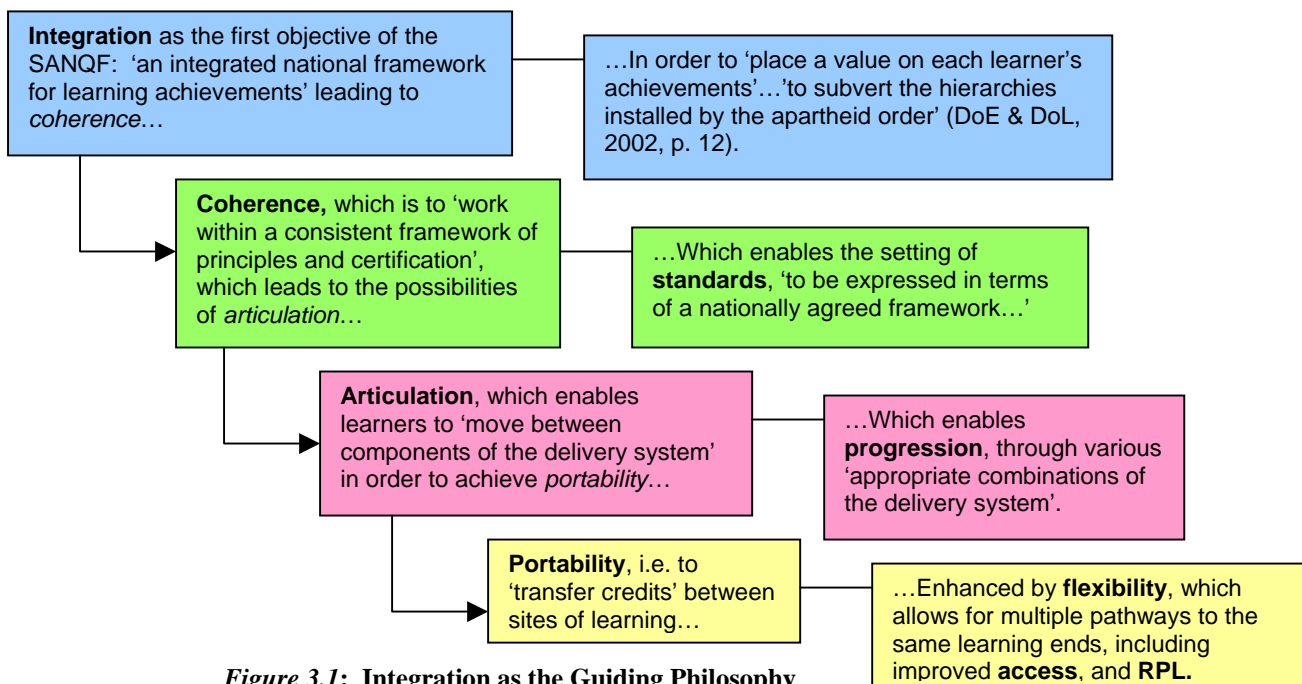 Integration as the first objective of the
SANQF:  ‘an integrated national framework
for learning achievements’ leading to
coherence…
…In order to ‘place a value on each learner’s
achievements’…’to subvert the hierarchies
installed by the apartheid order’ (DoE & DoL,
2002, p. 12).
Coherence, which is to ‘work
within a consistent framework of
principles and certification’,
which leads to the possibilities
of articulation…
…Which enables the setting of
standards, ‘to be expressed in terms
of a nationally agreed framework…’
Articulation, which enables
learners to ‘move between
components of the delivery system’
in order to achieve portability…
…Which enables
progression, through various
‘appropriate combinations of
the delivery system’.
Portability, i.e. to
‘transfer credits’ between
sites of learning…
…Enhanced by flexibility, which
allows for multiple pathways to the
same learning ends, including
improved access, and RPL.
Figure 3.1:  Integration as the Guiding Philosophy